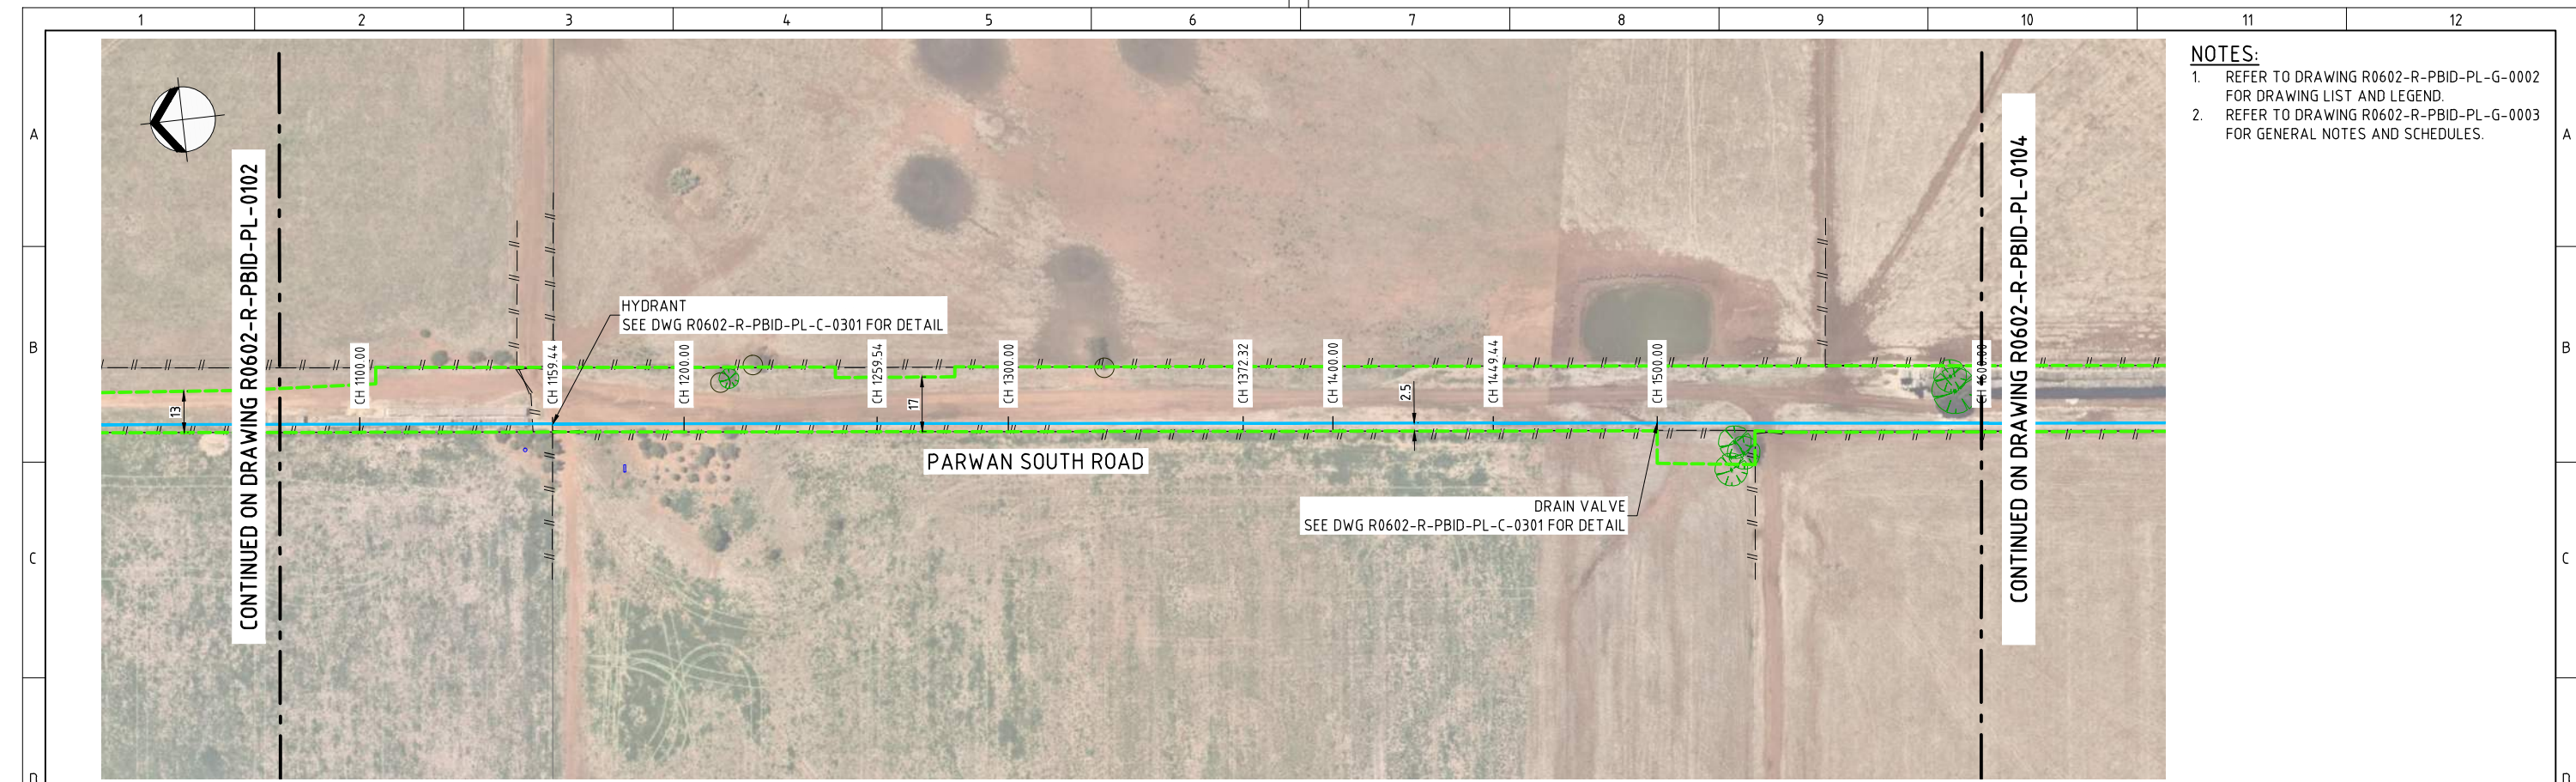 1 2 3 4 5 6 7 8 9 10 11 12
A
A
B
B
C
C
D
D
NOTES:
1. REFER TO DRAWING R0602-R-PBID-PL-G-0002
FOR DRAWING LIST AND LEGEND.
2. REFER TO DRAWING R0602-R-PBID-PL-G-0003
FOR GENERAL NOTES AND SCHEDULES.
CONTINUED ON DRAWING R0602-R-PBID-PL-0102
CONTINUED ON DRAWING R0602-R-PBID-PL-0104
HYDRANT
SEE DWG R0602-R-PBID-PL-C-0301 FOR DETAIL
CH 1100.00
CH 1159.44
CH 1200.00
CH 1259.54
CH 1300.00
CH 1372.32
CH 1400.00
CH 1449.44
CH 1500.00
CH 1600.00
13
17
2.5
PARWAN SOUTH ROAD
DRAIN VALVE
SEE DWG R0602-R-PBID-PL-C-0301 FOR DETAIL